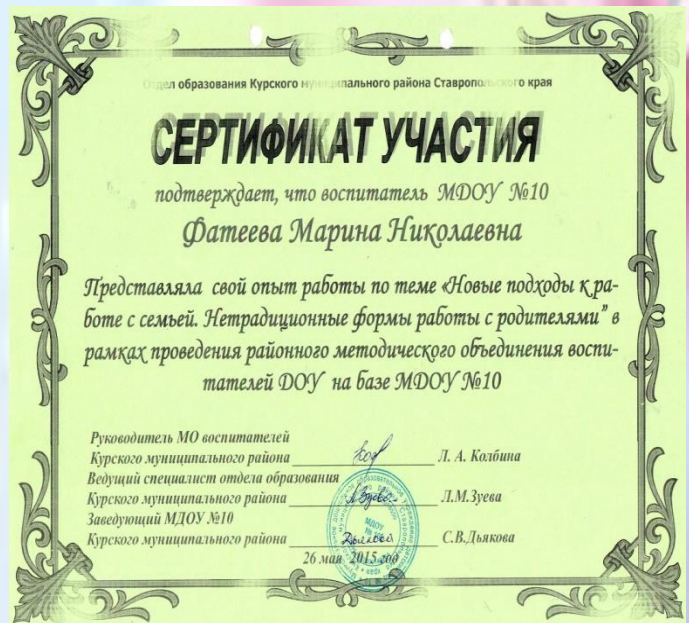 Отдел образования Курского муниципального района Ставропольского края
СЕРТИФИКАТ УЧАСТИЯ
подтверждает, что воспитатель МДОУ №10
Фатеева Марина Николаевна
Представляла свой опыт работы по теме «Новые подходы к ра-
боте с семьей. Нетрадиционные формы работы с родителями" в
рамках проведения районного методического объединения воспи-
тателей ДОУ на базе МДОУ №10
Руководитель МО воспитателей
Курского муниципального района Л. А. Колбина
Ведущий специалист отдела образования
Курского муниципального района Л.М.Зуева
Заведующий МДОУ №10
Курского муниципального района С.В.Дьякова
26 мая 2015 год
МДОУ